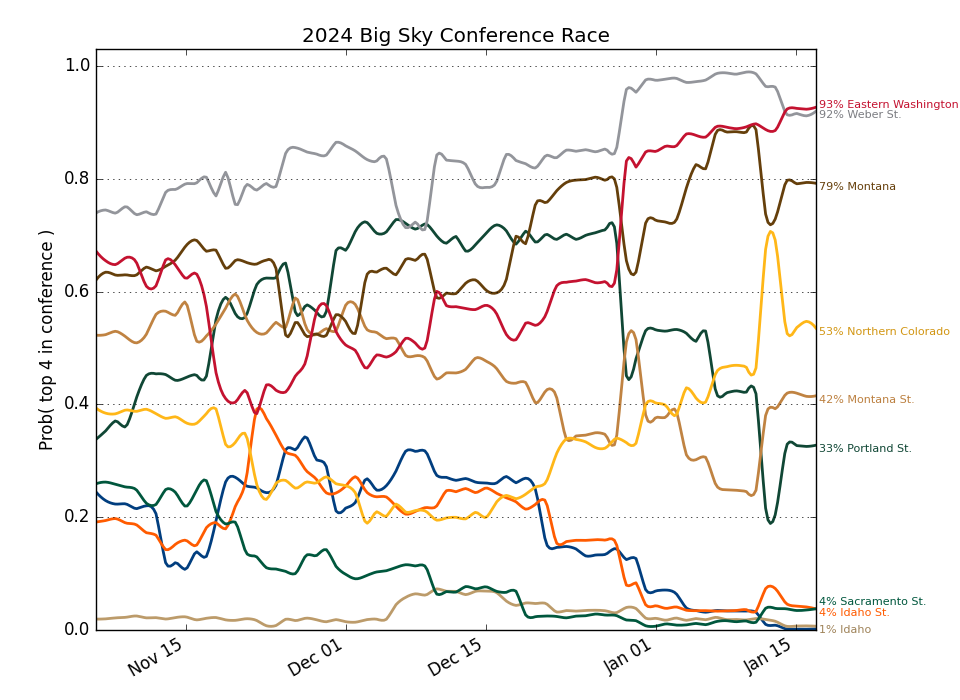 2024 Big Sky Conference Race
Prob( top 4 in conference )
1.0
0.8
0.6
0.4
0.2
0.0
Nov 15
Dec 01
Dec 15
Jan 01
Jan 15
93% Eastern Washington
92% Weber St.
79% Montana
53% Northern Colorado
42% Montana St.
33% Portland St.
4% Sacramento St.
4% Idaho St.
1% Idaho